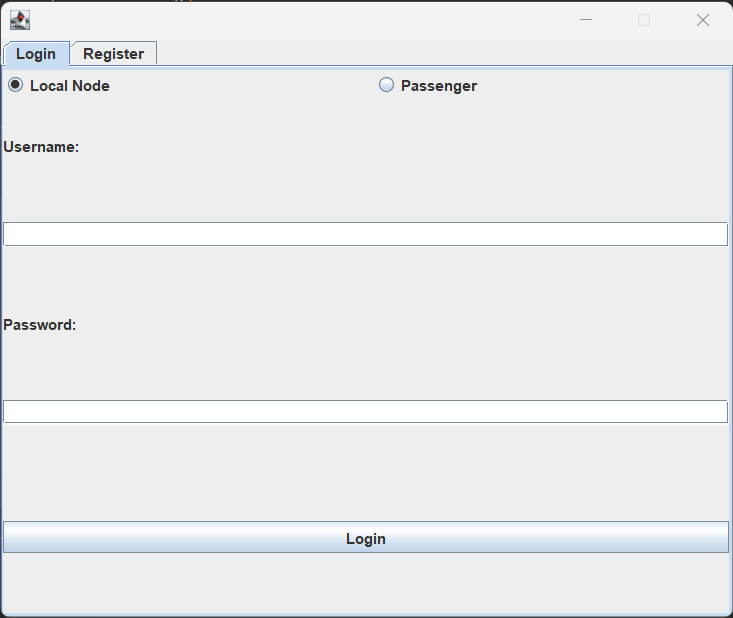 Login Register
Local Node Passenger
Username:
Password:
Login